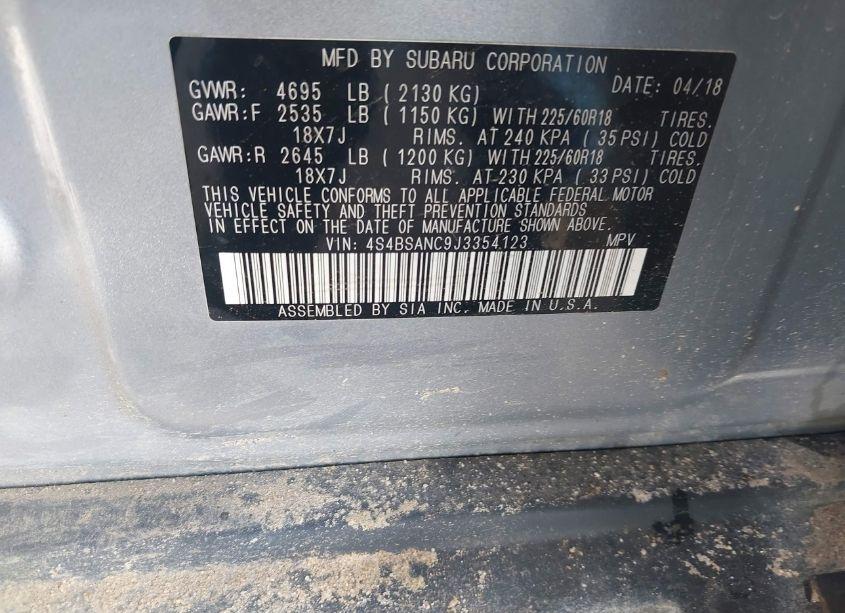 MFD BY SUBARU CORPORATION
GVWR: 4695 LB ( 2130 KG) DATE: 04/18
GAWR:F 2535 LB ( 1150 KG) WITH 225/60R18 TIRES.
18X7J RIMS. AT 240 KPA ( 35 PSI) COLD
GAWR:R 2645 LB ( 1200 KG) WITH 225/60R18 TIRES.
18X7J RIMS. AT 230 KPA ( 33 PSI) COLD
THIS VEHICLE CONFORMS TO ALL APPLICABLE FEDERAL MOTOR
VEHICLE SAFETY AND THEFT PREVENTION STANDARDS
IN EFFECT ON THE DATE OF MANUFACTURE SHOWN ABOVE.
VIN: 4S4BSANC9J3354123 MPV
ASSEMBLED BY SIA INC. MADE IN U.S.A.